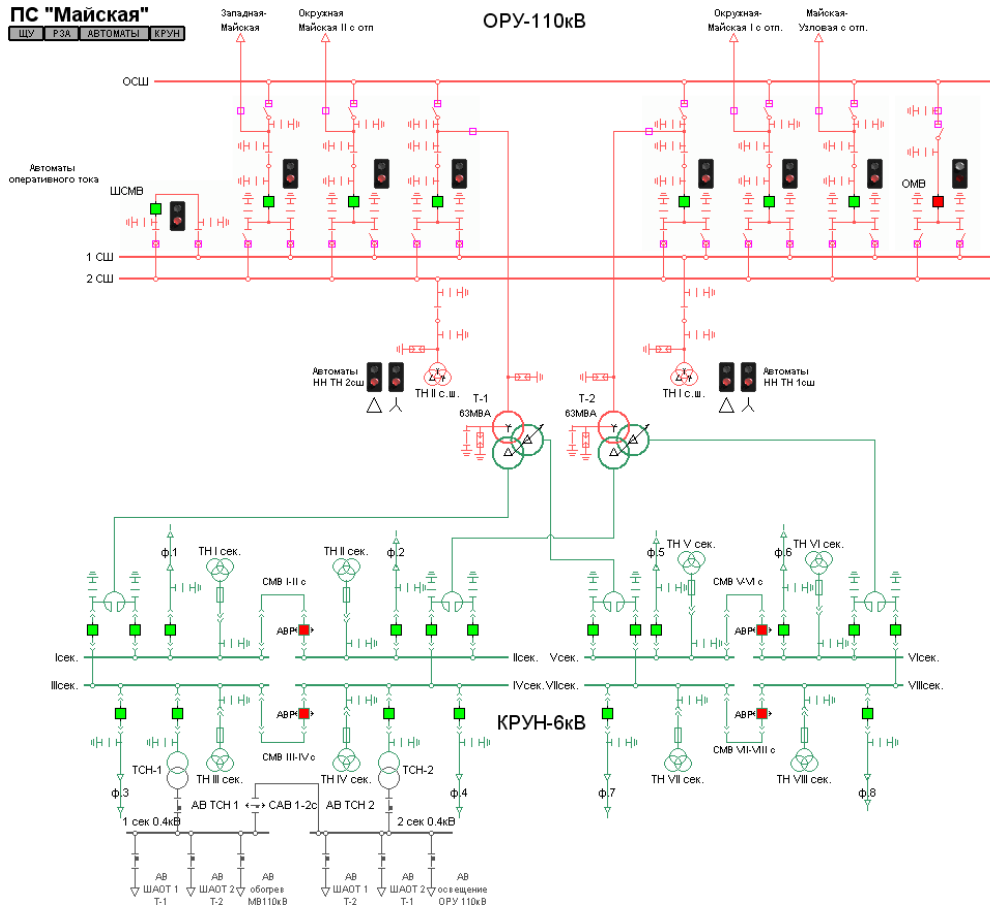 ПС "Майская"
ЩУ РЗА АВТОМАТЫ КРУН
Западная-
Майская
Окружная
Майская II с отп
ОРУ-110кВ
Окружная-
Майская I с отп.
Майская-
Узловая с отп.
ОСШ
Автоматы
оперативного тока
ШСМВ
ОМВ
1 СШ
2 СШ
Автоматы
НН ТН 2сш
ТН II с.ш.
Т-1
63МВА
Т-2
63МВА
ТН I с.ш.
Автоматы
НН ТН 1сш
ф.1
ТН I сек.
ТН II сек.
ф.2
ф.5
ТН V сек.
ф.6
ТН VI сек.
СМВ I-II с
СМВ V-VI с
АВР
АВР
Iсек.
IIсек.
Vсек.
VIсек.
IIIсек.
IVсек.
VIIсек.
VIIIсек.
АВР
АВР
КРУН-6кВ
СМВ III-IV с
СМВ VII-VIII с
ТСН-1
ТН III сек.
ТН IV сек.
ТСН-2
ТН VII сек.
ТН VIII сек.
ф.3
ф.4
ф.7
ф.8
АВ ТСН 1
САВ 1-2с
АВ ТСН 2
1 сек 0.4кВ
2 сек 0.4кВ
АВ
ШАОТ 1
Т-1
АВ
ШАОТ 2
Т-2
АВ
обогрев
МВ110кВ
АВ
ШАОТ 1
Т-2
АВ
ШАОТ 2
Т-1
АВ
освещение
ОРУ 110кВ